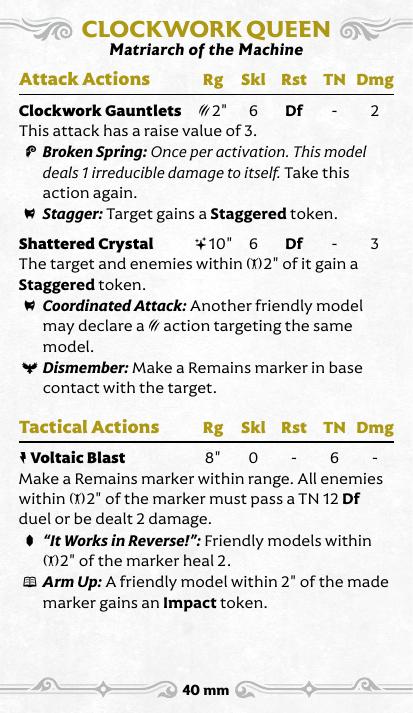 CLOCKWORK QUEEN
Matriarch of the Machine
Attack Actions Rg Skl Rst TN Dmg
Clockwork Gauntlets 2" 6 Df - 2
This attack has a raise value of 3.
Broken Spring: Once per activation. This model
deals 1 irreducible damage to itself. Take this
action again.
Stagger: Target gains a Staggered token.
Shattered Crystal 10" 6 Df - 3
The target and enemies within 2" of it gain a
Staggered token.
Coordinated Attack: Another friendly model
may declare a action targeting the same
model.
Dismember: Make a Remains marker in base
contact with the target.
Tactical Actions Rg Skl Rst TN Dmg
Voltaic Blast 8" 0 - 6 -
Make a Remains marker within range. All enemies
within 2" of the marker must pass a TN 12 Df
duel or be dealt 2 damage.
“It Works in Reverse!”: Friendly models within
2" of the marker heal 2.
Arm Up: A friendly model within 2" of the made
marker gains an Impact token.
40 mm